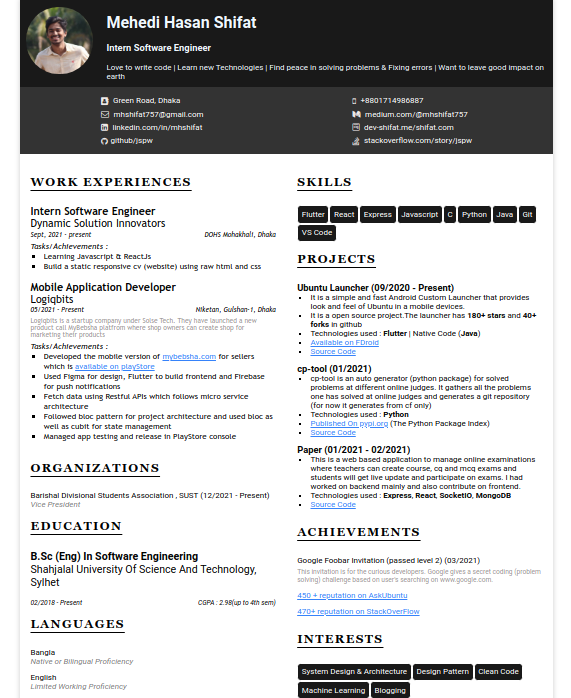 Mehedi Hasan Shifat
Intern Software Engineer
Love to write code | Learn new Technologies | Find peace in solving problems & Fixing errors | Want to leave good impact on
earth
Green Road, Dhaka
mhshifat757@gmail.com
linkedin.com/in/mhshifat
github/jspw
+8801714986887
medium.com/@mhshifat757
dev-shifat.me/shifat.com
stackoverflow.com/story/jspw
WORK EXPERIENCES
Intern Software Engineer
Dynamic Solution Innovators
Sept, 2021 - present DOHS Mohakhali, Dhaka
Tasks/Achievements :
Learning Javascript & ReactJs
Build a static responsive cv (website) using raw html and css
Mobile Application Developer
Logiqbits
05/2021 - Present Niketan, Gulshan-1, Dhaka
Logiqbits is a startup company under Solse Tech. They have launched a new
product call MyBebsha platfrom where shop owners can create shop for
marketing their products
Tasks/Achievements :
Developed the mobile version of mybebsha.com for sellers
which is available on playStore
Used Figma for design, Flutter to build frontend and Firebase
for push notifications
Fetch data using Restful APIs which follows micro service
architecture
Followed bloc pattern for project architecture and used bloc as
well as cubit for state management
Managed app testing and release in PlayStore console
ORGANIZATIONS
Barishal Divisional Students Association , SUST (12/2021 - Present)
Vice President
EDUCATION
B.Sc (Eng) In Software Engineering
Shahjalal University Of Science And Technology,
Sylhet
02/2018 - Present CGPA : 2.98(up to 4th sem)
LANGUAGES
Bangla
Native or Bilingual Proficiency
English
Limited Working Proficiency
SKILLS
Flutter React Express Javascript C Python Java Git
VS Code
PROJECTS
Ubuntu Launcher (09/2020 - Present)
It is a simple and fast Android Custom Launcher that provides
look and feel of Ubuntu in a mobile devices.
It is a open source project.The launcher has 180+ stars and 40+
forks in github
Technologies used : Flutter | Native Code (Java)
Available on FDroid
Source Code
cp-tool (01/2021)
cp-tool is an auto generator (python package) for solved
problems at different online judges. It gathers all the problems
one has solved at online judges and generates a git repository
(for now it generates from cf only)
Technologies used : Python
Published On pypi.org (The Python Package Index)
Source Code
Paper (01/2021 - 02/2021)
This is a web based application to manage online examinations
where teachers can create course, cq and mcq exams and
students will get live update and participate on exams. I had
worked on backend mainly and also contribute on frontend.
Technologies used : Express, React, SocketIO, MongoDB
Source Code
ACHIEVEMENTS
Google Foobar Invitation (passed level 2) (03/2021)
This invitation is for the curious developers. Google gives a secret coding (problem
solving) challenge based on user's searching on www.google.com.
450 + reputation on AskUbuntu
470+ reputation on StackOverFlow
INTERESTS
System Design & Architecture Design Pattern Clean Code
Machine Learning Blogging